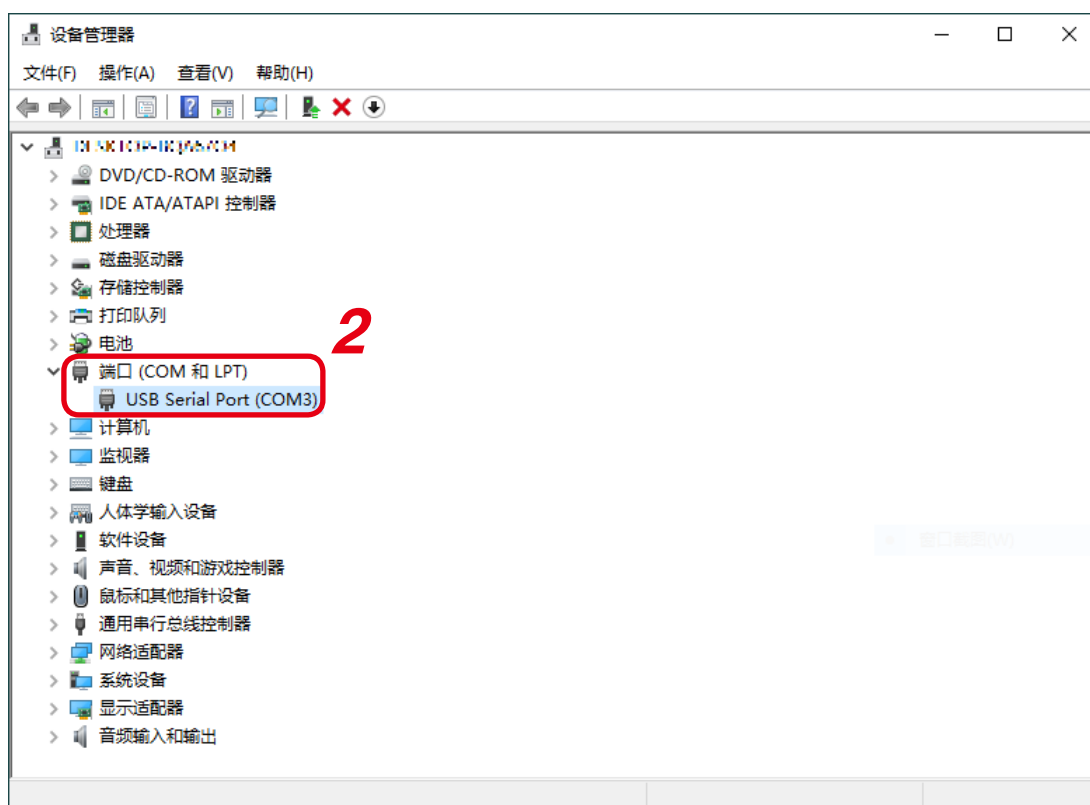 设备管理器
文件(F) 操作(A) 查看(V) 帮助(H)
DVD/CD-ROM 驱动器
IDE ATA/ATAPI 控制器
处理器
磁盘驱动器
存储控制器
打印队列
2
电池
端口 (COM 和 LPT)
USB Serial Port (COM3)
计算机
监视器
键盘
人体学输入设备
软件设备
窗口截图(W)
声音、视频和游戏控制器
鼠标和其他指针设备
通用串行总线控制器
网络适配器
系统设备
显示适配器
音频输入和输出